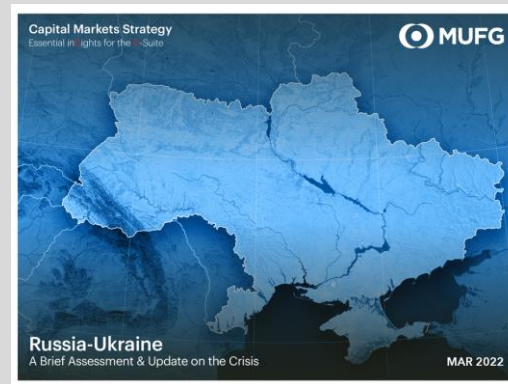 Capital Markets Strategy
Essential inSights for the C-Suite
MUFG
Russia-Ukraine
A Brief Assessment & Update on the Crisis
MAR 2022